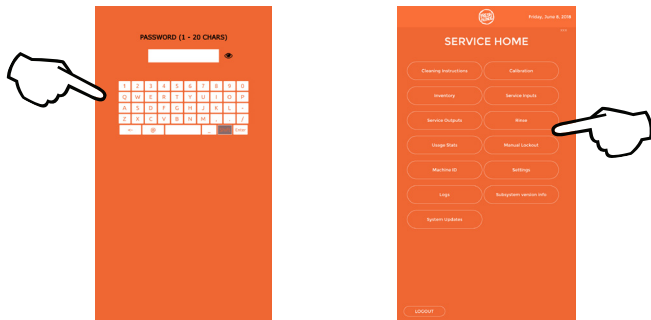 PASSWORD (1 - 20 CHARS)
1 2 3 4 5 6 7 8 9 0
Q W E R T Y U I O P
A S D F G H J K L -
Z X C V B N M , . /
@ _ Enter
Friday, June 8, 2018
SERVICE HOME
Cleaning Instructions Calibration
Inventory Service Inputs
Service Outputs Rinse
Usage Stats Manual Lockout
Machine ID Settings
Logs Subsystem version info
System Updates
LOGOUT